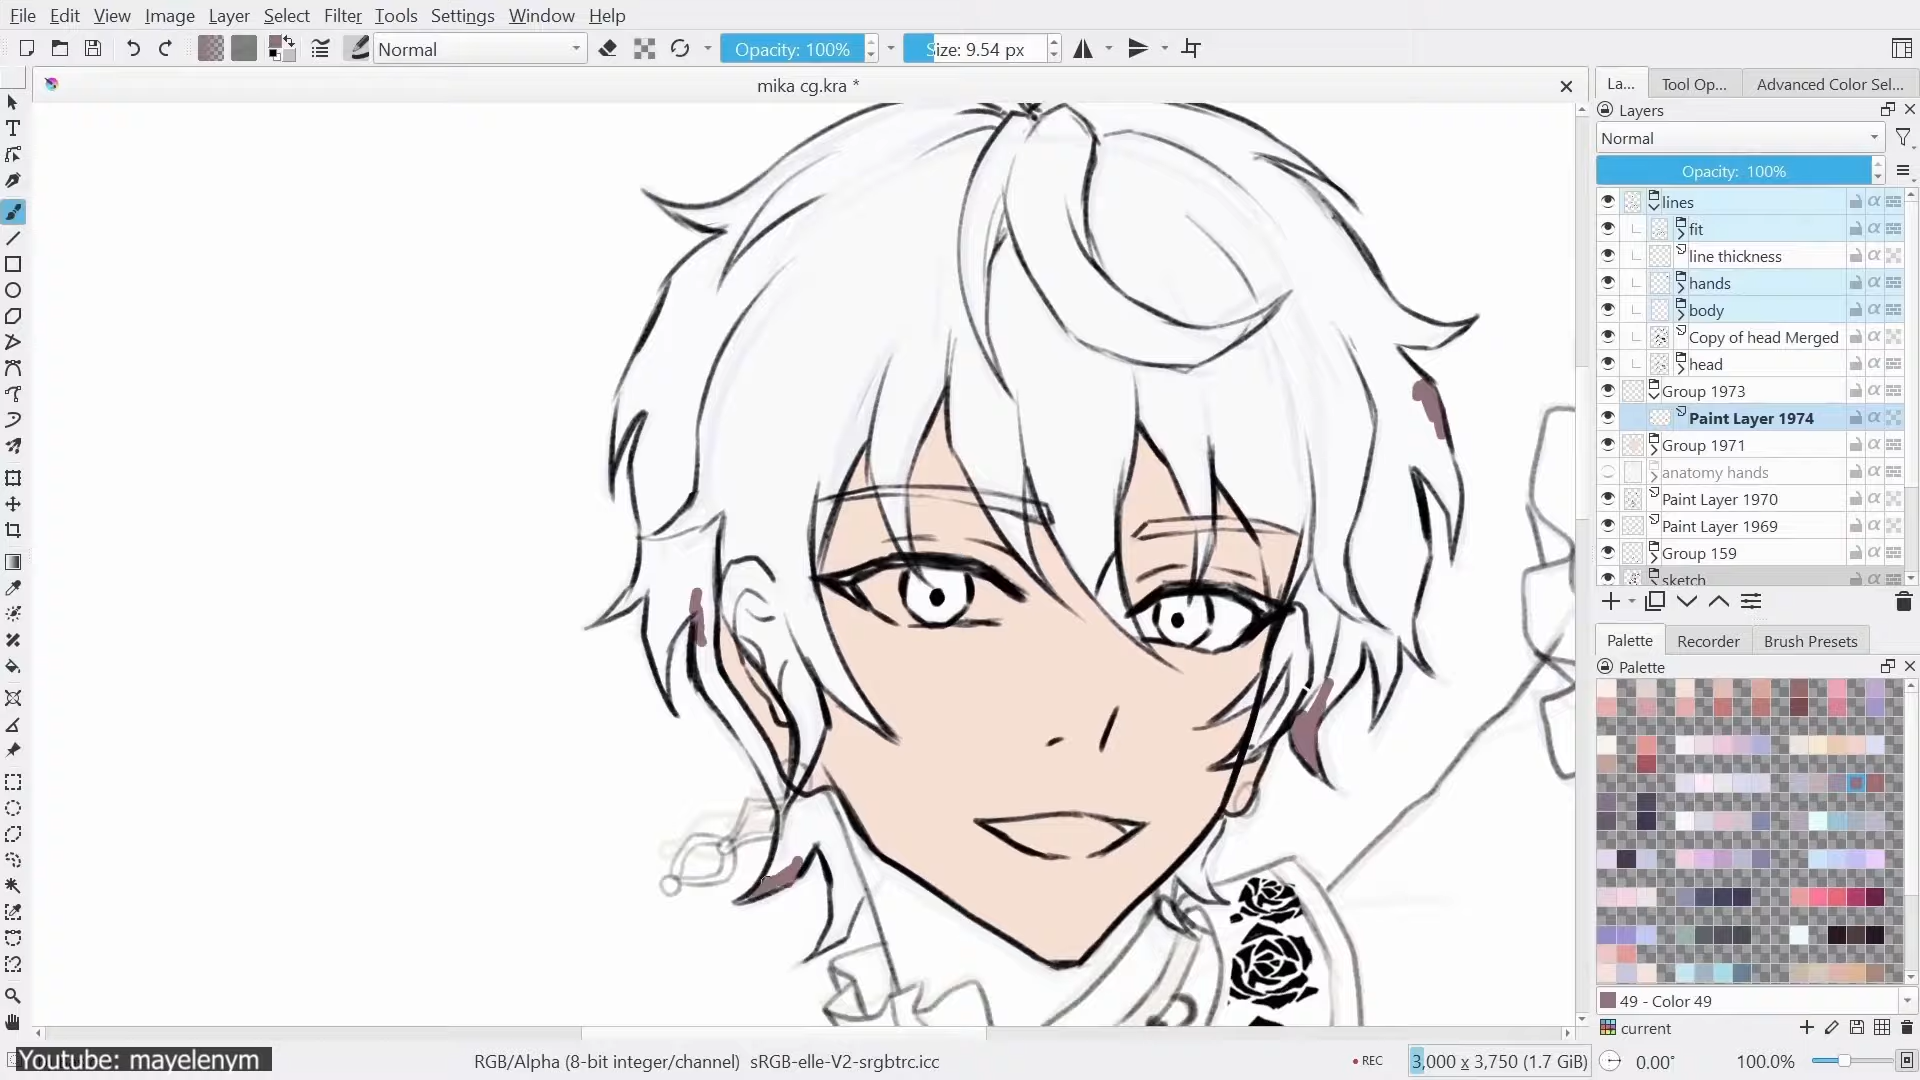 File Edit View Image Layer Select Filter Tools Settings Window Help
Normal Opacity: 100% Size: 9.54 px
mika cg.kra *
La... Tool Op... Advanced Color Sel...
Layers
Normal
Opacity: 100%
lines
fit
line thickness
hands
body
Copy of head Merged
head
Group 1973
Paint Layer 1974
Group 1971
anatomy hands
Paint Layer 1970
Paint Layer 1969
Group 159
sketch
Palette Recorder Brush Presets
Palette
49 - Color 49
current
Youtube: mayelenym
RGB/Alpha (8-bit integer/channel) sRGB-elle-V2-srgbtrc.icc
REC
3,000 x 3,750 (1.7 GiB)
0.00°
100.0%